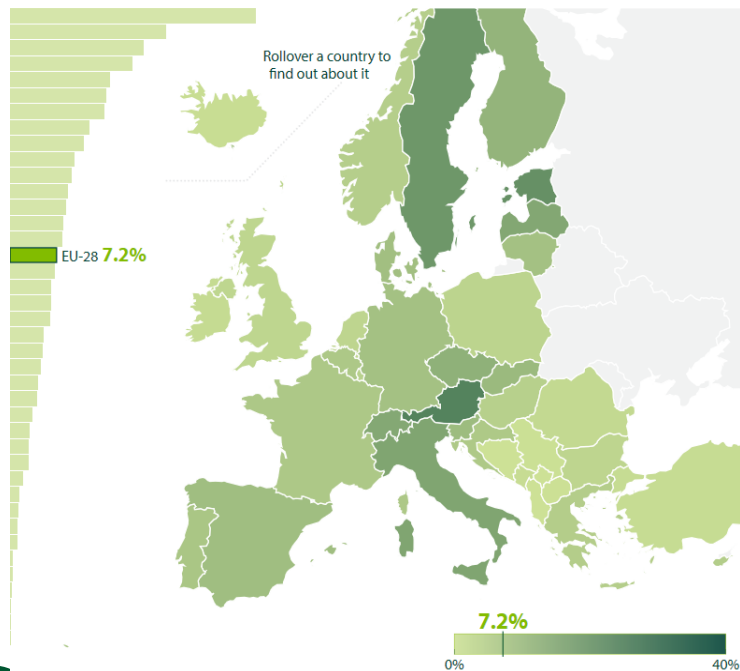 Rollover a country to
find out about it
EU-28 7.2%
7.2%
0%
40%